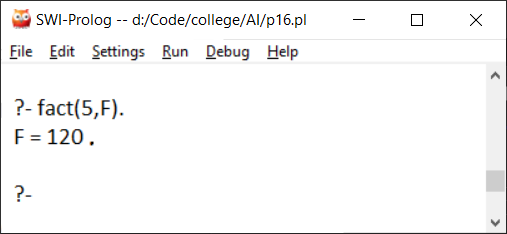 SWI-Prolog -- d:/Code/college/AI/p16.pl
File Edit Settings Run Debug Help
?- fact(5,F).
F = 120 .
?-